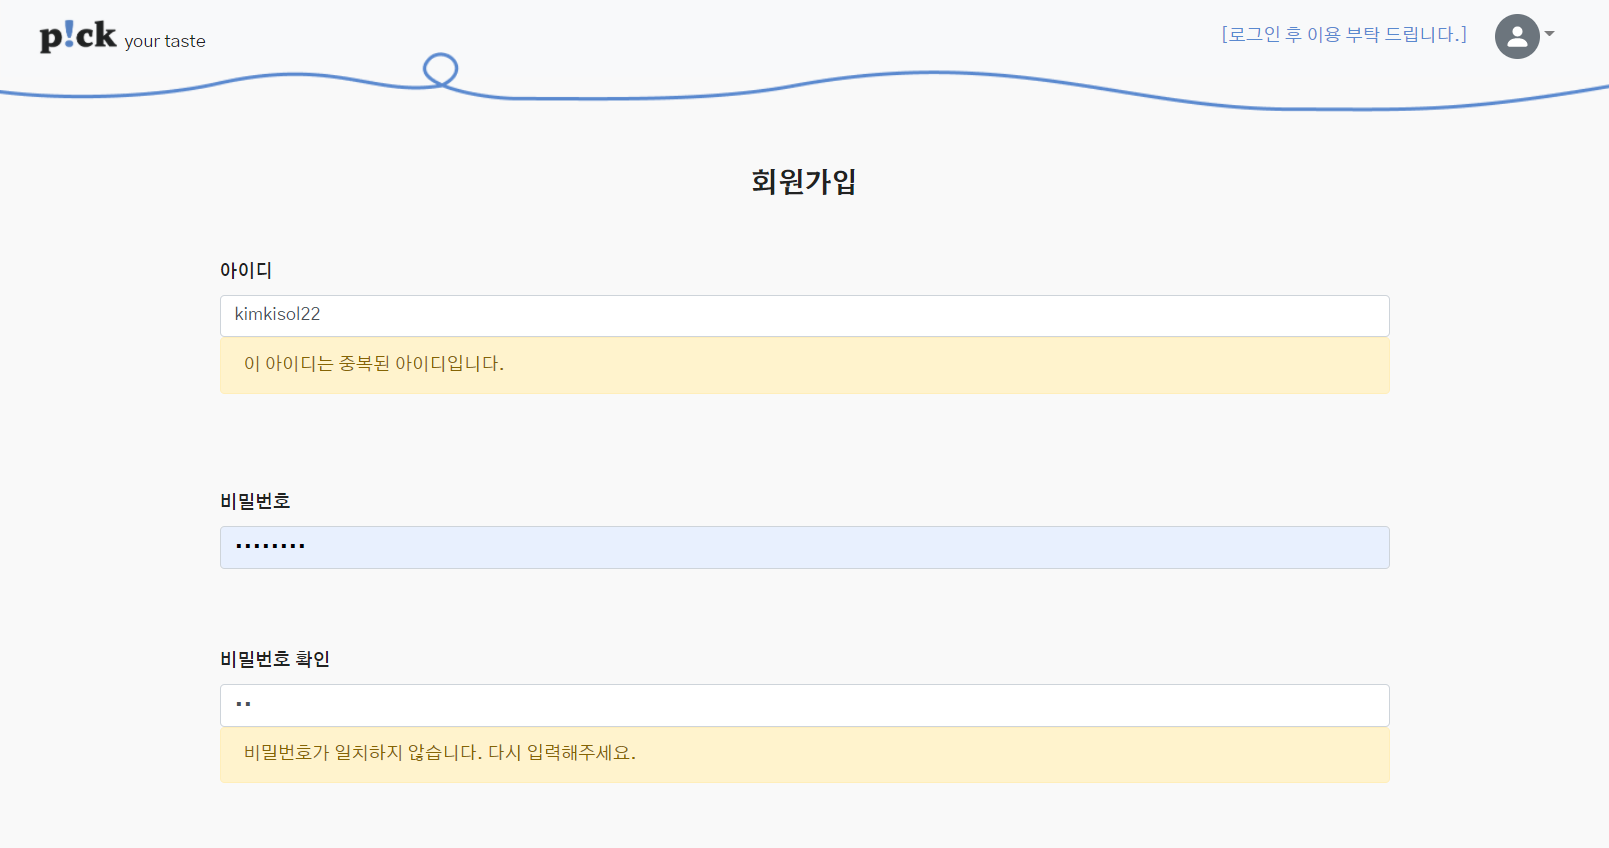 p!ck your taste
[로그인 후 이용 부탁 드립니다.]
회원가입
아이디
kimkisol22
이 아이디는 중복된 아이디입니다.
비밀번호
••••••••
비밀번호 확인
••
비밀번호가 일치하지 않습니다. 다시 입력해주세요.